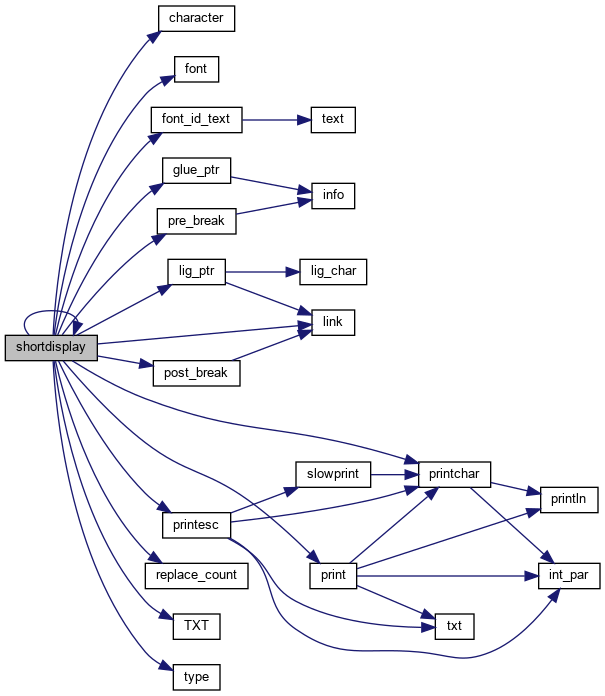 character
font
font_id_text
text
glue_ptr
info
pre_break
lig_ptr
lig_char
link
shortdisplay
post_break
slowprint
printchar
println
printesc
replace_count
print
int_par
TXT
txt
type